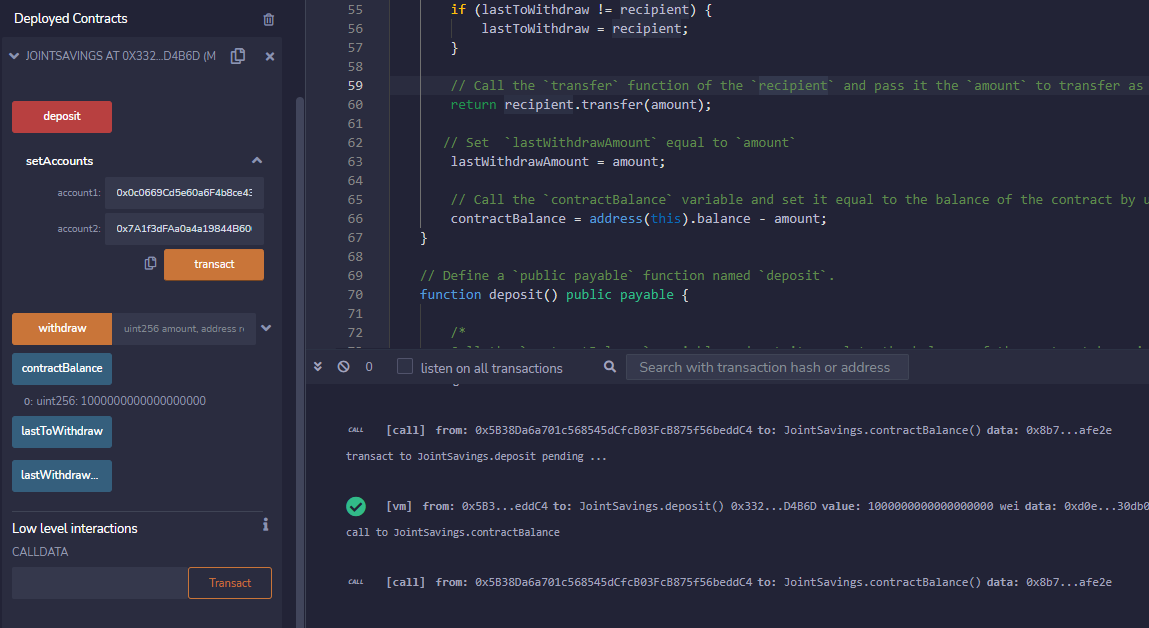 Deployed Contracts
JOINTSAVINGS AT 0X332...D4B6D (M
deposit
setAccounts
account1: 0x0c0669Cd5e60a6F4b8ce43
account2: 0x7A1f3dFAa0a4a19844B60
transact
withdraw uint256 amount, address re
contractBalance
0: uint256: 1000000000000000000
lastToWithdraw
lastWithdraw...
Low level interactions
i
CALLDATA
Transact
55 if (lastToWithdraw != recipient) {
56 lastToWithdraw = recipient;
57 }
58
59 // Call the `transfer` function of the `recipient` and pass it the `amount` to transfer as
60 return recipient.transfer(amount);
61
62 // Set  `lastWithdrawAmount` equal to `amount`
63 lastWithdrawAmount = amount;
64
65 // Call the `contractBalance` variable and set it equal to the balance of the contract by u
66 contractBalance = address(this).balance - amount;
67 }
68
69 // Define a `public payable` function named `deposit`.
70 function deposit() public payable {
71
72 /*
0 listen on all transactions Search with transaction hash or address
CALL [call] from: 0x5B38Da6a701c568545dCfcB03FcB875f56beddC4 to: JointSavings.contractBalance() data: 0x8b7...afe2e
transact to JointSavings.deposit pending ...
[vm] from: 0x5B3...eddC4 to: JointSavings.deposit() 0x332...D4B6D value: 1000000000000000000 wei data: 0xd0e...30db0
call to JointSavings.contractBalance
CALL [call] from: 0x5B38Da6a701c568545dCfcB03FcB875f56beddC4 to: JointSavings.contractBalance() data: 0x8b7...afe2e